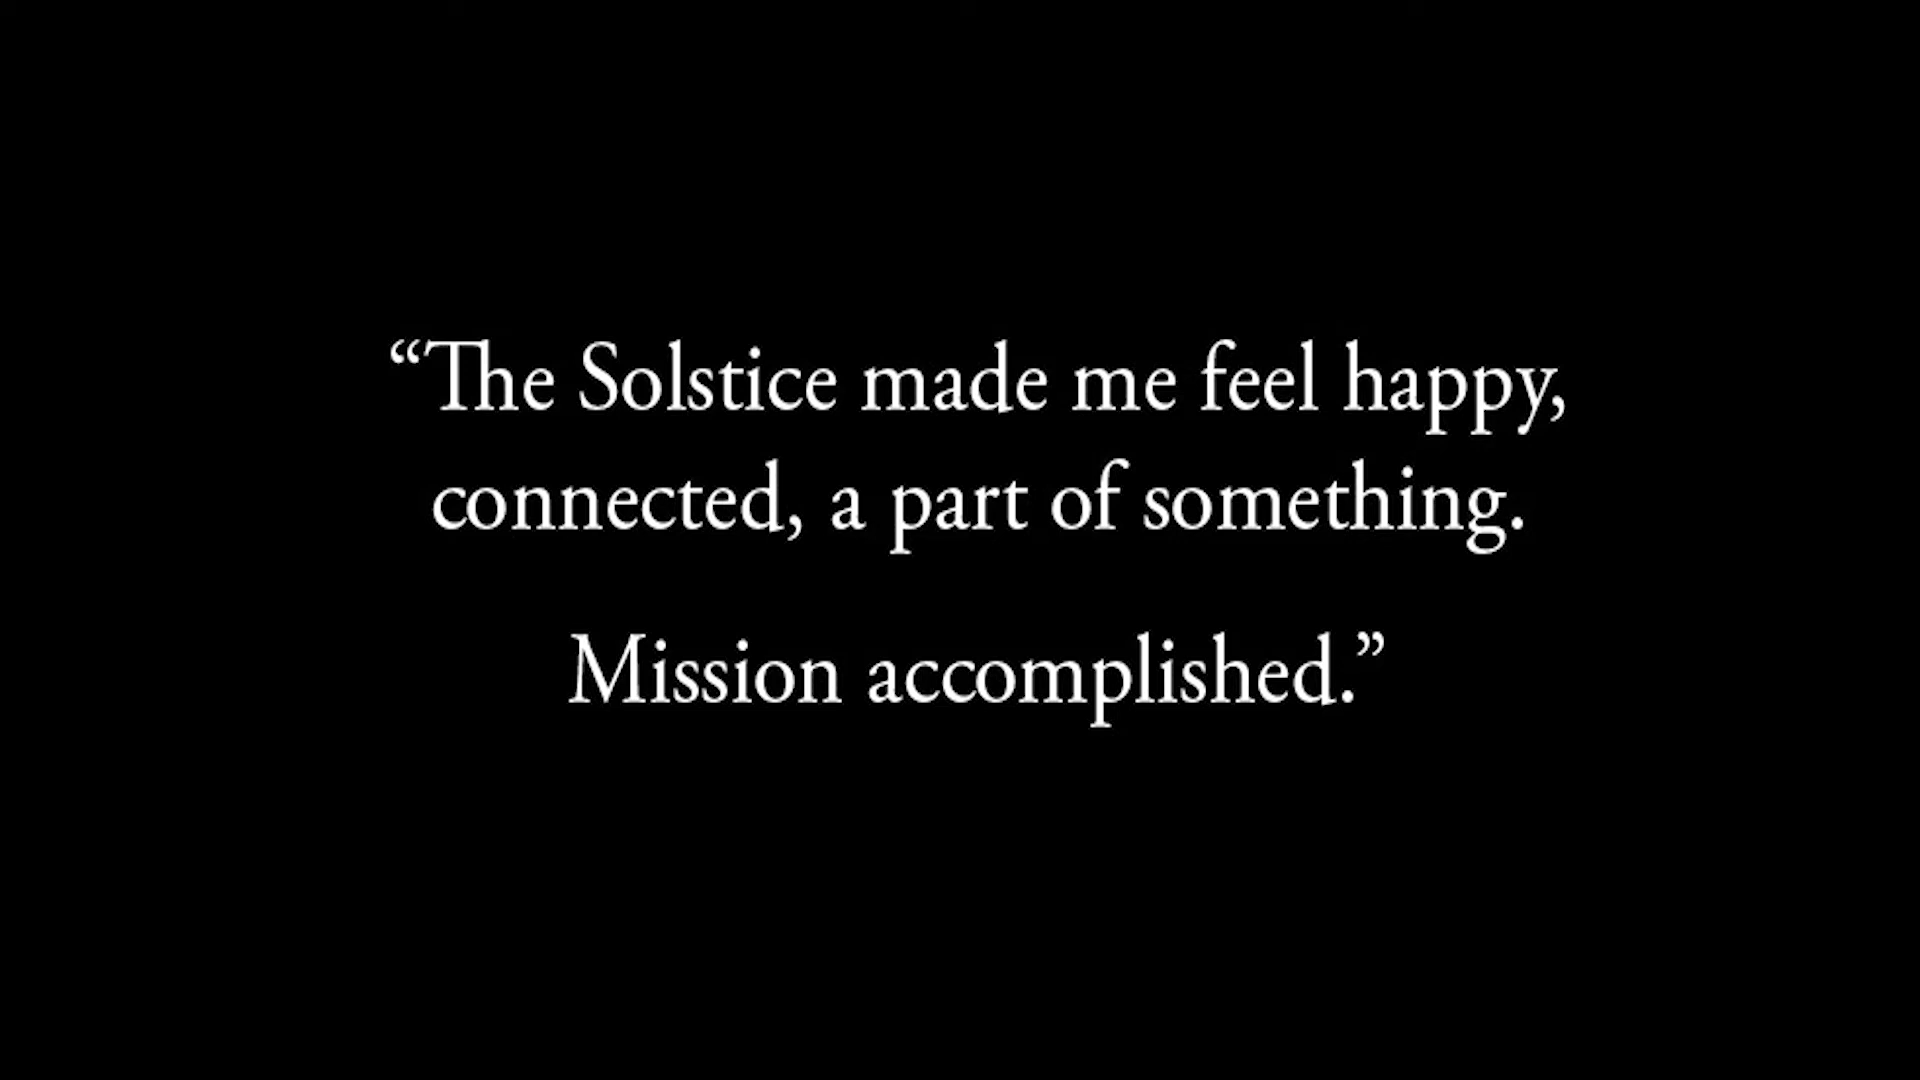 “The Solstice made me feel happy,
connected, a part of something.
Mission accomplished.”